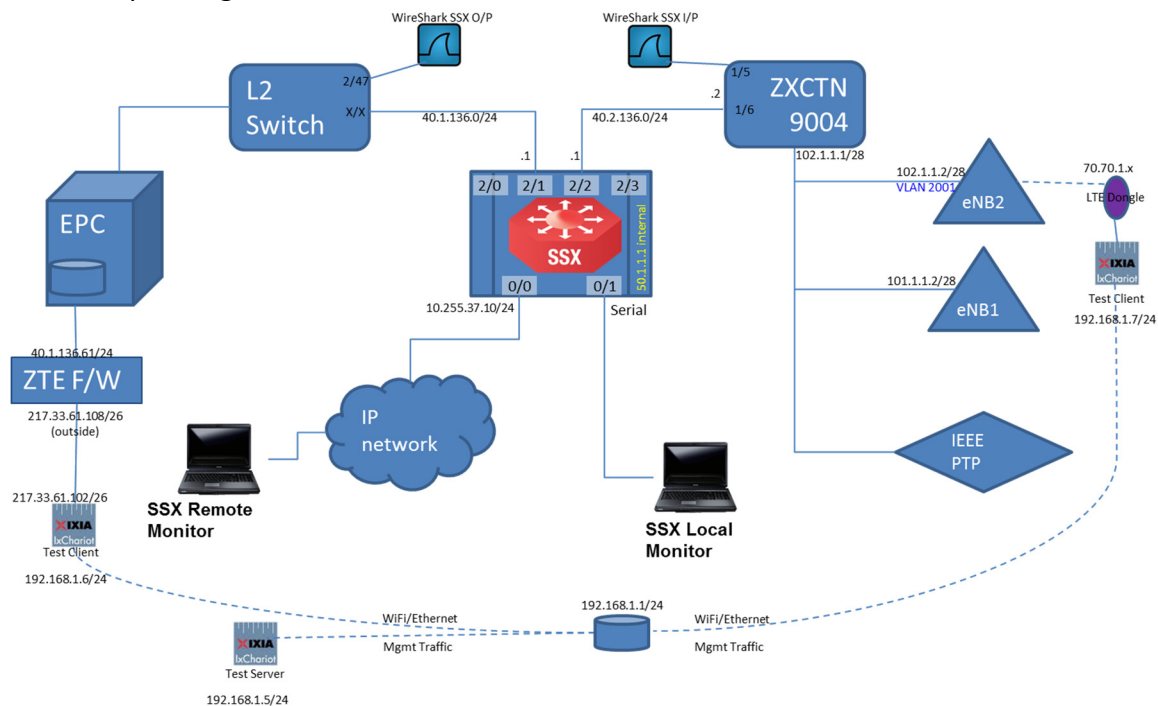 WireShark SSX O/P
WireShark SSX I/P
L2
Switch
2/47
X/X
40.1.136.0/24
.1
.1
40.2.136.0/24
.2
1/5
1/6
ZXCTN
9004
102.1.1.1/28
102.1.1.2/28
VLAN 2001
eNB2
70.70.1.x
LTE Dongle
IXIA
IxChariot
Test Client
192.168.1.7/24
101.1.1.2/28
eNB1
IEEE
PTP
2/0
2/1
2/2
2/3
SSX
50.1.1.1 internal
0/0
0/1
10.255.37.10/24
Serial
EPC
40.1.136.61/24
ZTE F/W
217.33.61.108/26
(outside)
217.33.61.102/26
IXIA
IxChariot
Test Client
192.168.1.6/24
IP
network
SSX Remote
Monitor
SSX Local
Monitor
WiFi/Ethernet
Mgmt Traffic
192.168.1.1/24
WiFi/Ethernet
Mgmt Traffic
IXIA
IxChariot
Test Server
192.168.1.5/24